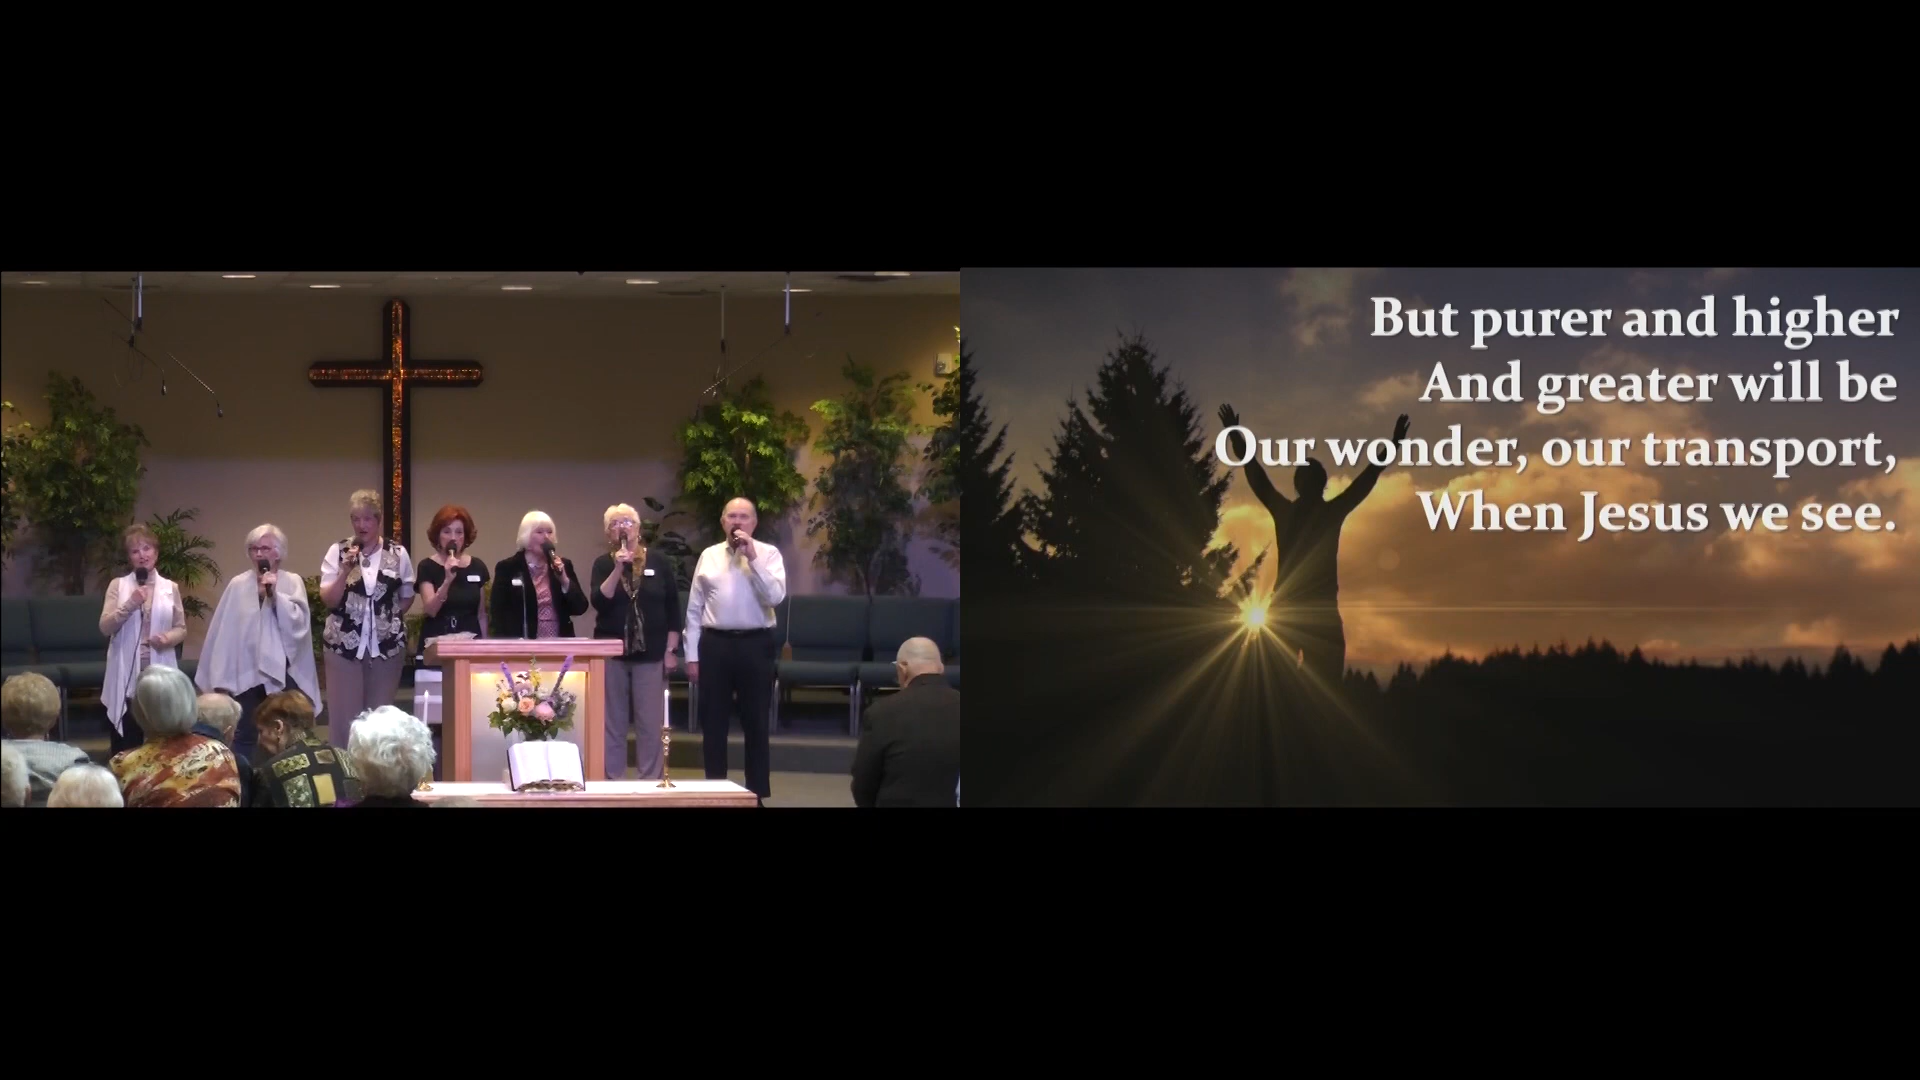 But purer and higher
And greater will be
Our wonder, our transport,
When Jesus we see.